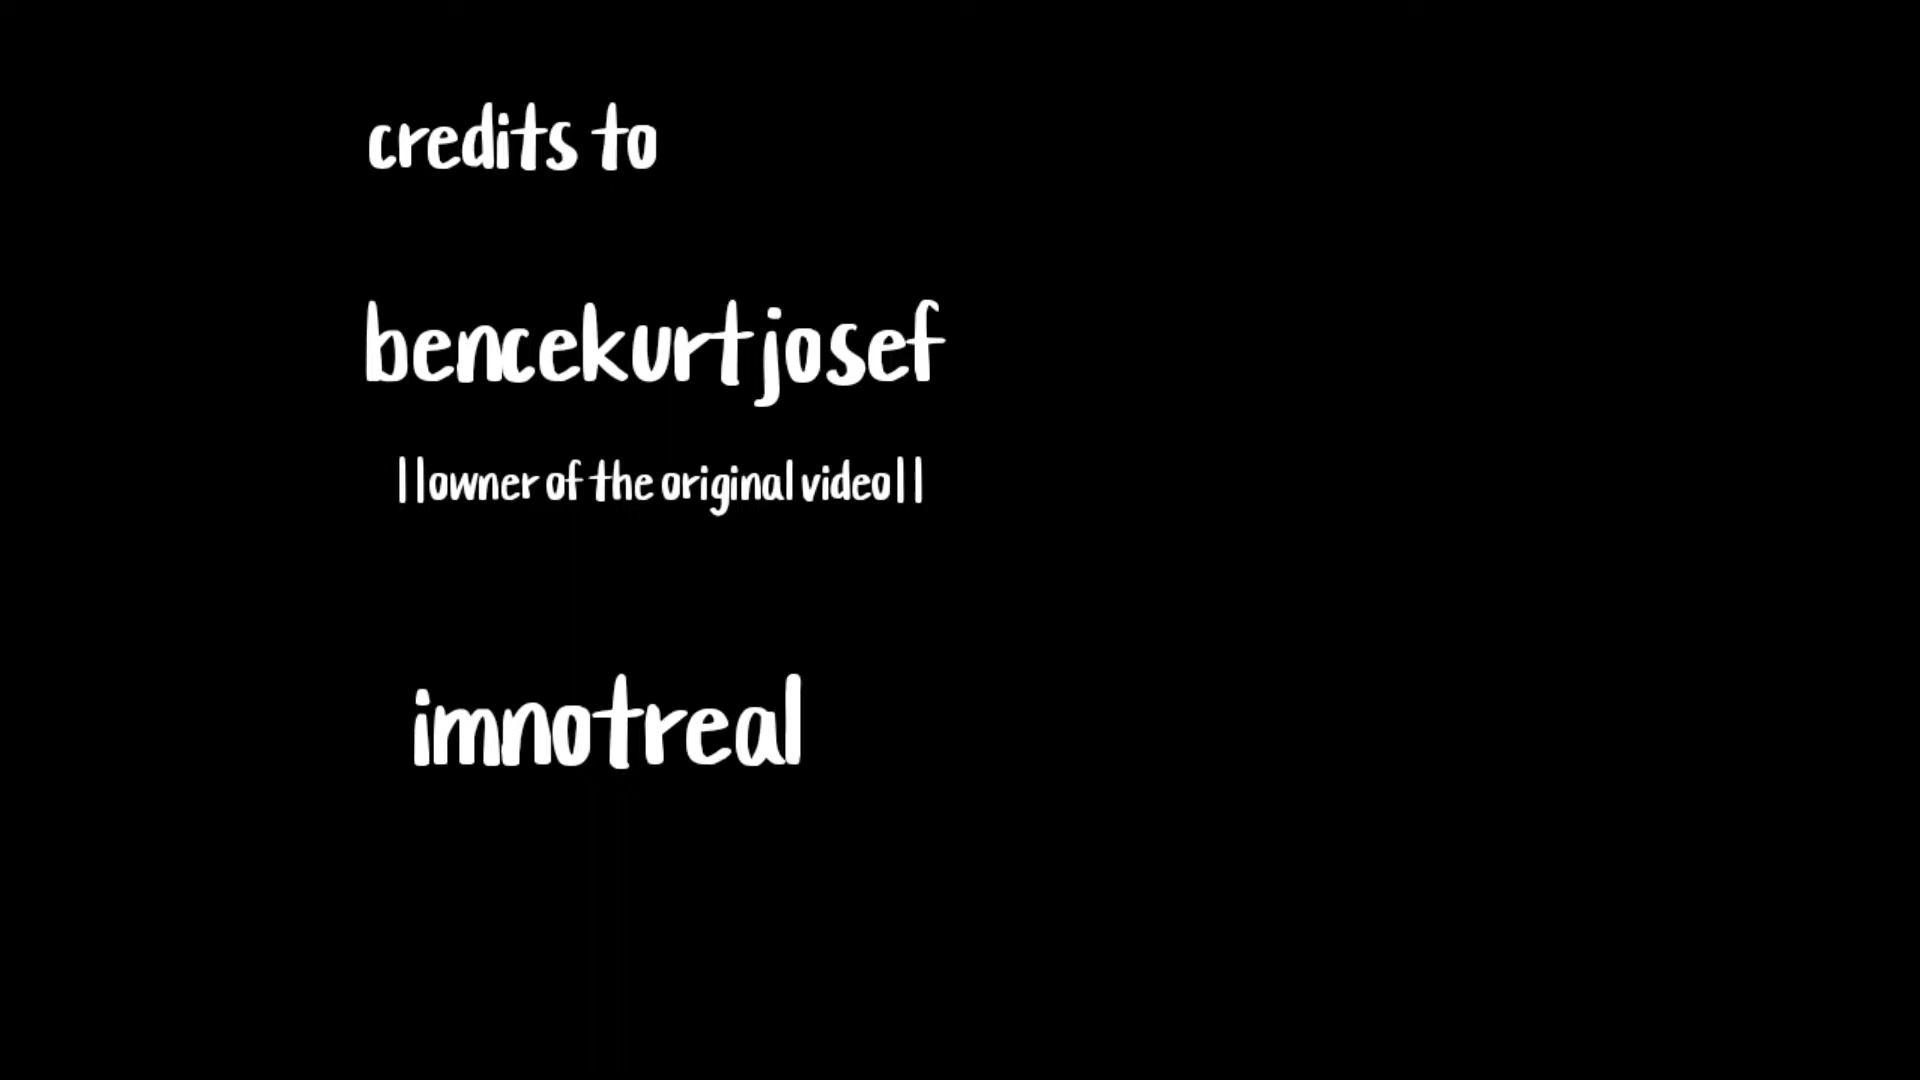 credits to
bencekurtjosef
||owner of the original video||
imnotreal